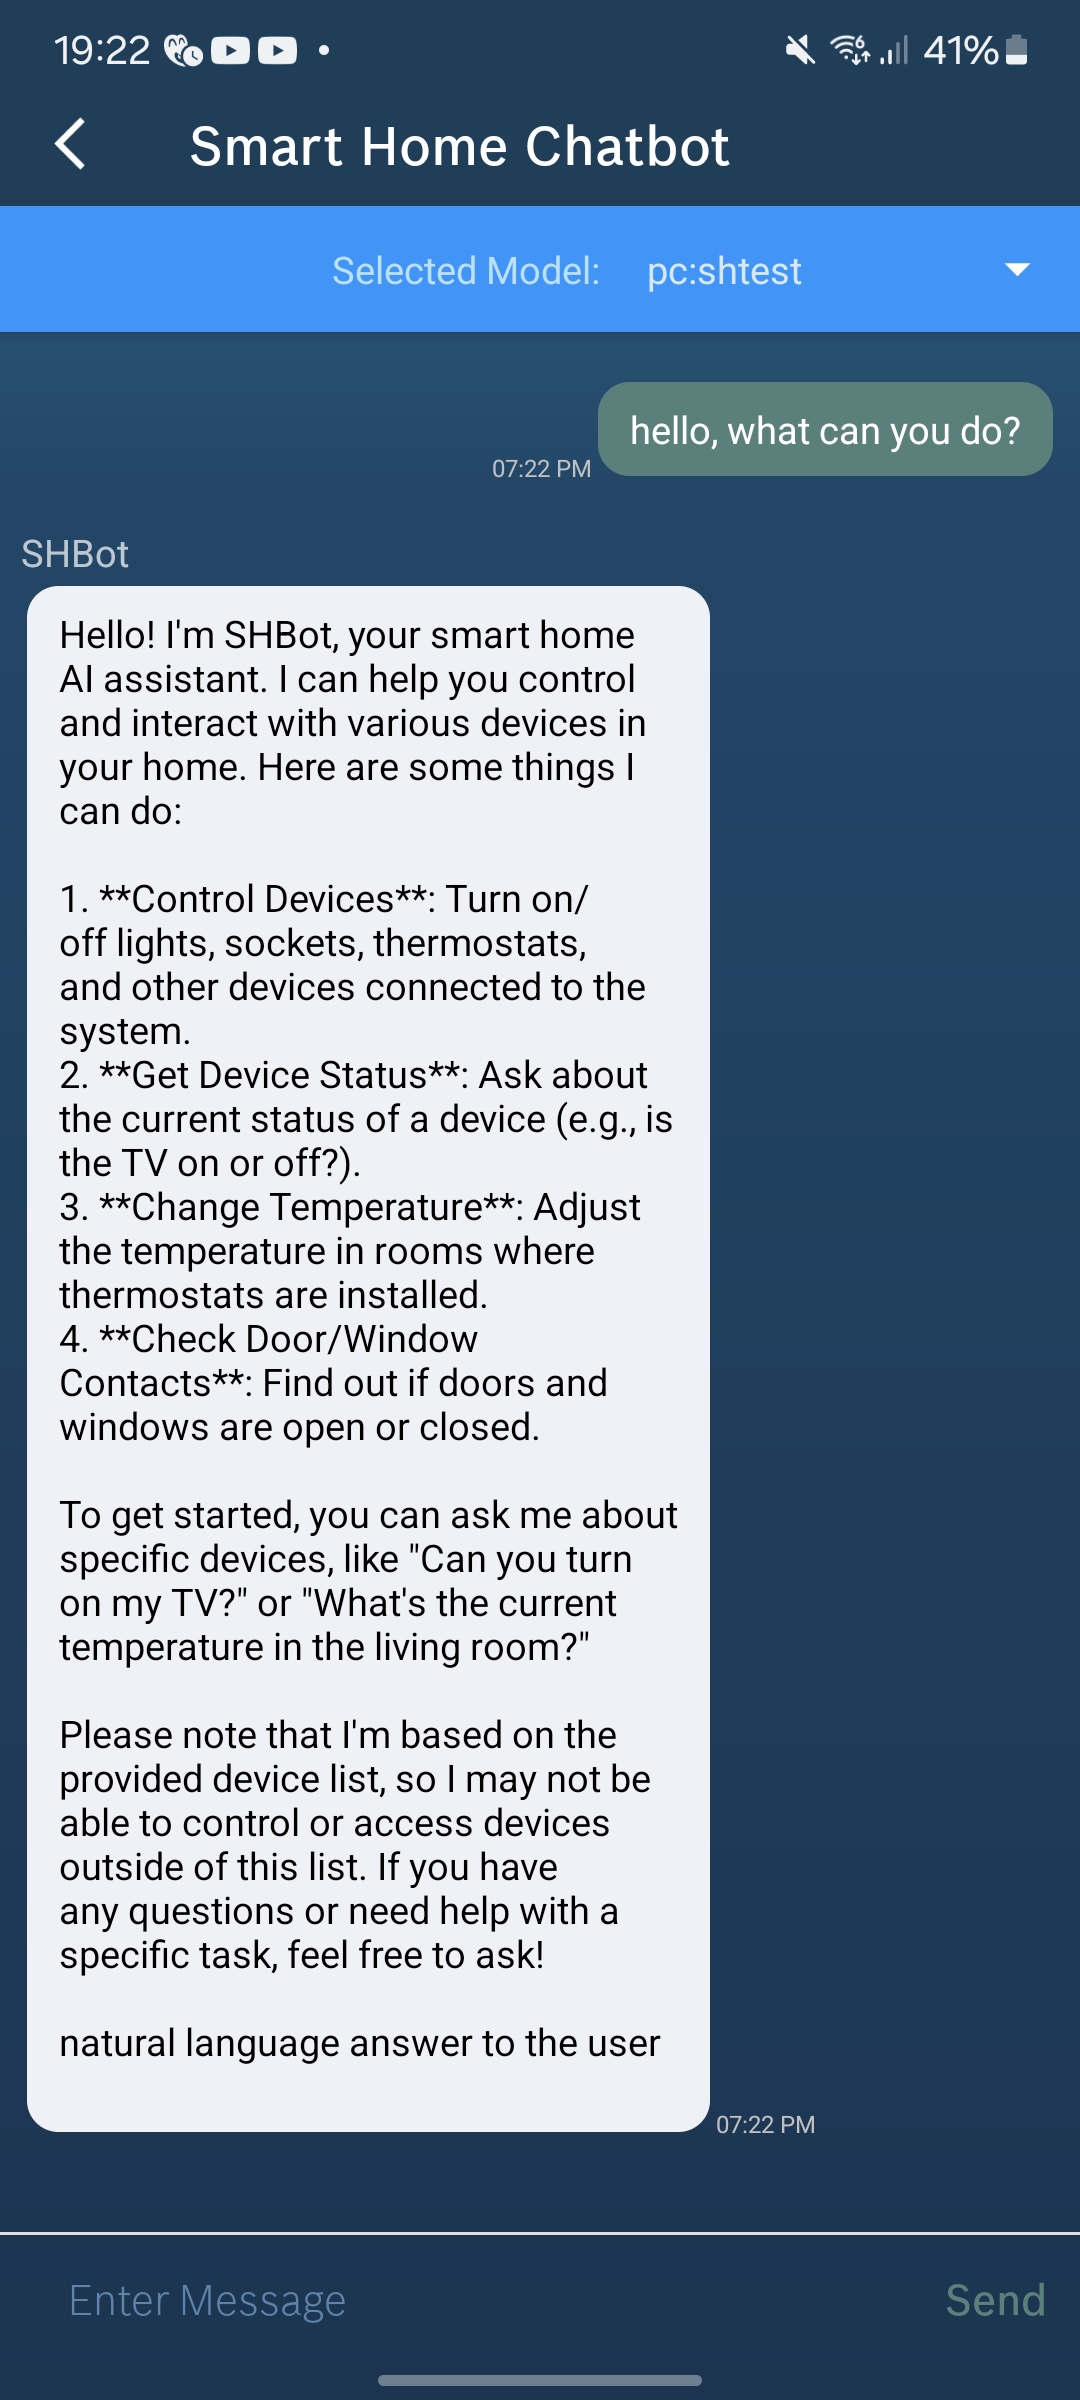 19:22
41%
Smart Home Chatbot
Selected Model: pc:shtest
hello, what can you do?
07:22 PM
SHBot
Hello! I'm SHBot, your smart home
AI assistant. I can help you control
and interact with various devices in
your home. Here are some things I
can do:
1. **Control Devices**: Turn on/
off lights, sockets, thermostats,
and other devices connected to the
system.
2. **Get Device Status**: Ask about
the current status of a device (e.g., is
the TV on or off?).
3. **Change Temperature**: Adjust
the temperature in rooms where
thermostats are installed.
4. **Check Door/Window
Contacts**: Find out if doors and
windows are open or closed.
To get started, you can ask me about
specific devices, like "Can you turn
on my TV?" or "What's the current
temperature in the living room?"
Please note that I'm based on the
provided device list, so I may not be
able to control or access devices
outside of this list. If you have
any questions or need help with a
specific task, feel free to ask!
natural language answer to the user
07:22 PM
Enter Message
Send